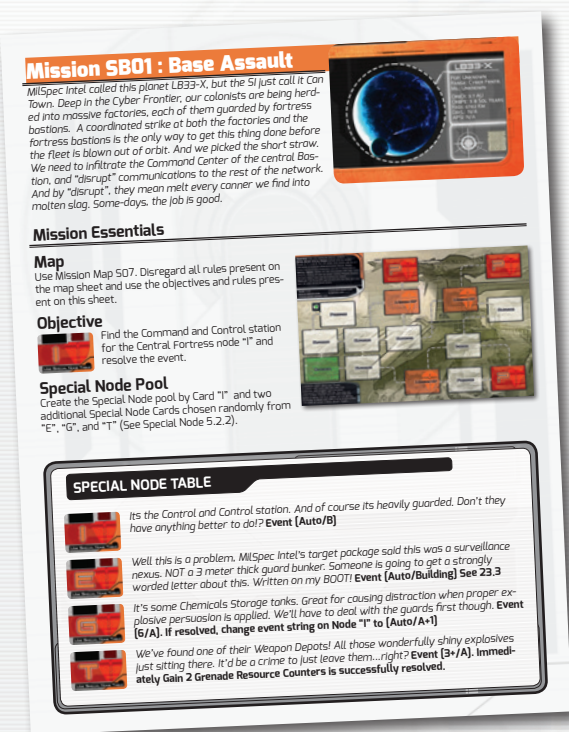 Mission SB01 : Base Assault
MilSpec Intel called this planet LB33-X, but the SI just call it Can
Town. Deep in the Cyber Frontier, our colonists are being herd-
ed into massive factories, each of them guarded by fortress
bastions. A coordinated strike at both the factories and the
fortress bastions is the only way to get this thing done before
the fleet is blown out of orbit. And we picked the short straw.
We need to infiltrate the Command Center of the central Bas-
tion, and "disrupt" communications to the rest of the network.
And by "disrupt", they mean melt every canner we find into
molten slag. Some-days, the job is good.
LB33-X
Mission Essentials
Map
Use Mission Map S07. Disregard all rules present on
the map sheet and use the objectives and rules pres-
ent on this sheet.
Objective
I
Find the Command and Control station
for the Central Fortress node "I" and
resolve the event.
Special Node Pool
Create the Special Node pool by Card "I" and two
additional Special Node Cards chosen randomly from
"E", "G", and "T" (See Special Node 5.2.2).
SPECIAL NODE TABLE
I
Its the Control and Control station. And of course its heavily guarded. Don't they
have anything better to do!? Event [Auto/B]
E
Well this is a problem. MilSpec Intel's target package said this was a surveillance
nexus. NOT a 3 meter thick guard bunker. Someone is going to get a strongly
worded letter about this. Written on my BOOT! Event [Auto/Building] See 23.3
G
It's some Chemicals Storage tanks. Great for causing distraction when proper ex-
plosive persuasion is applied. We'll have to deal with the guards first though. Event
[6/A]. If resolved, change event string on Node "I" to [Auto/A+1]
T
We've found one of their Weapon Depots! All those wonderfully shiny explosives
just sitting there. It'd be a crime to just leave them...right? Event [3+/A]. Immedi-
ately Gain 2 Grenade Resource Counters is successfully resolved.